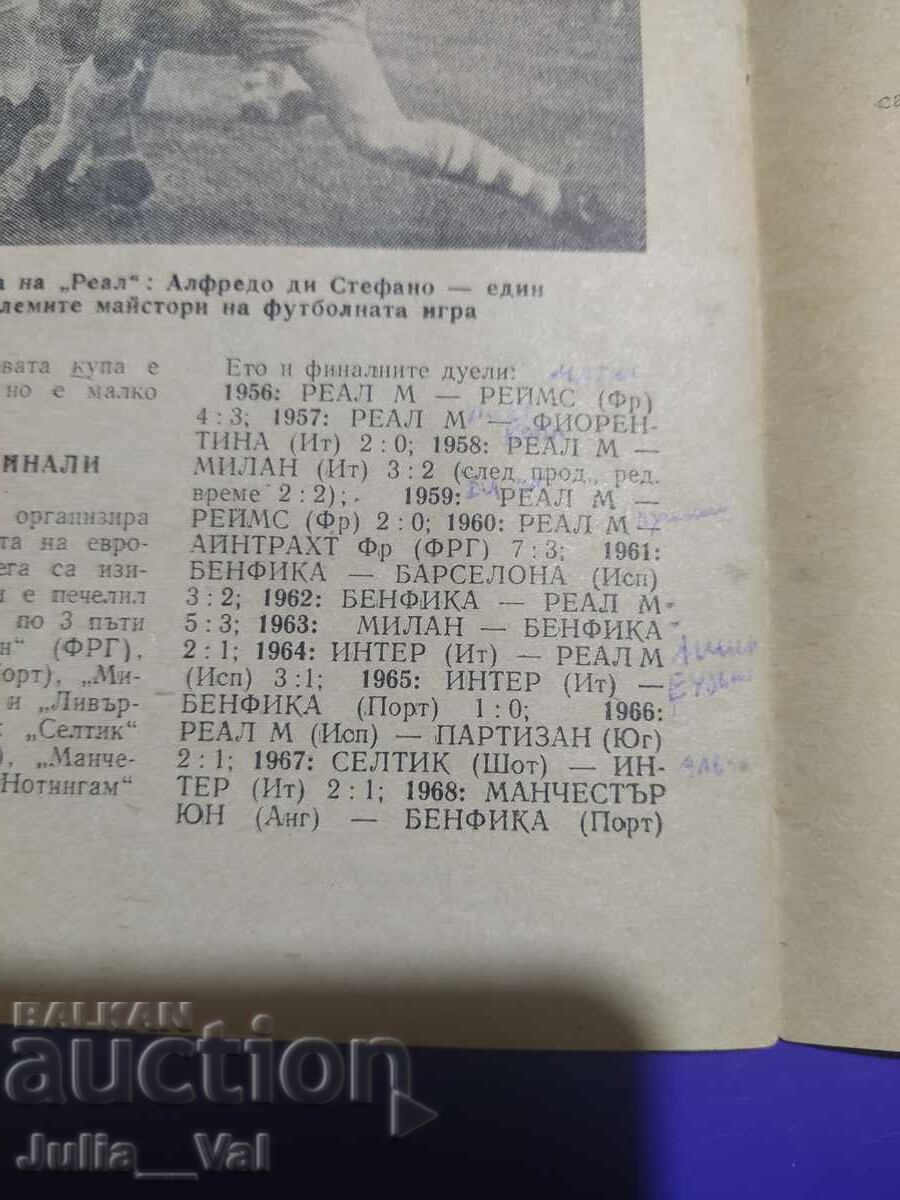 на „Реал“: Алфредо ди Стефано — един
лемите майстори на футболната игра
вата купа е
но е малко
ИНАЛИ
организира
та на евро-
ега са изи-
и е печелил
по 3 пъти
н“ (ФРГ),
орт), „Ми-
и „Ливър-
„Селтик“
), „Манче-
„Нотингам“
Ето и финалните дуели:
1956: РЕАЛ М — РЕЙМС (Фр)
4 : 3; 1957: РЕАЛ М — ФИОРЕН-
ТИНА (Ит) 2 : 0; 1958: РЕАЛ М —
МИЛАН (Ит) 3 : 2 (след прод., ред.
време 2 : 2); 1959: РЕАЛ М —
РЕЙМС (Фр) 2 : 0; 1960: РЕАЛ М —
АЙНТРАХТ Фр (ФРГ) 7 : 3; 1961:
БЕНФИКА — БАРСЕЛОНА (Исп)
3 : 2; 1962: БЕНФИКА — РЕАЛ М
5 : 3; 1963: МИЛАН — БЕНФИКА
2 : 1; 1964: ИНТЕР (Ит) — РЕАЛ М
(Исп) 3 : 1; 1965: ИНТЕР (Ит) —
БЕНФИКА (Порт) 1 : 0; 1966:
РЕАЛ М (Исп) — ПАРТИЗАН (Юг)
2 : 1; 1967: СЕЛТИК (Шот) — ИН-
ТЕР (Ит) 2 : 1; 1968: МАНЧЕСТЪР
ЮН (Анг) — БЕНФИКА (Порт)
BALKAN
auction
Julia__Val